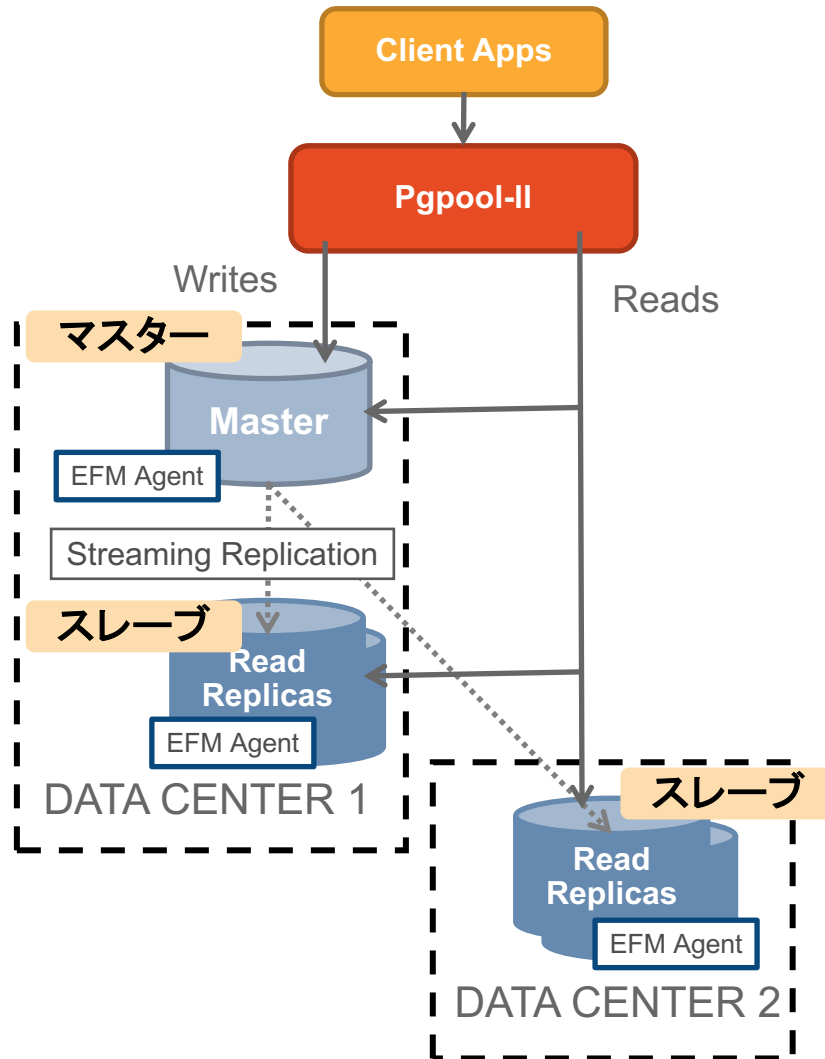 Client Apps
Pgpool-II
Writes
Reads
マスター
Master
EFM Agent
Streaming Replication
スレーブ
Read
Replicas
EFM Agent
DATA CENTER 1
スレーブ
Read
Replicas
EFM Agent
DATA CENTER 2